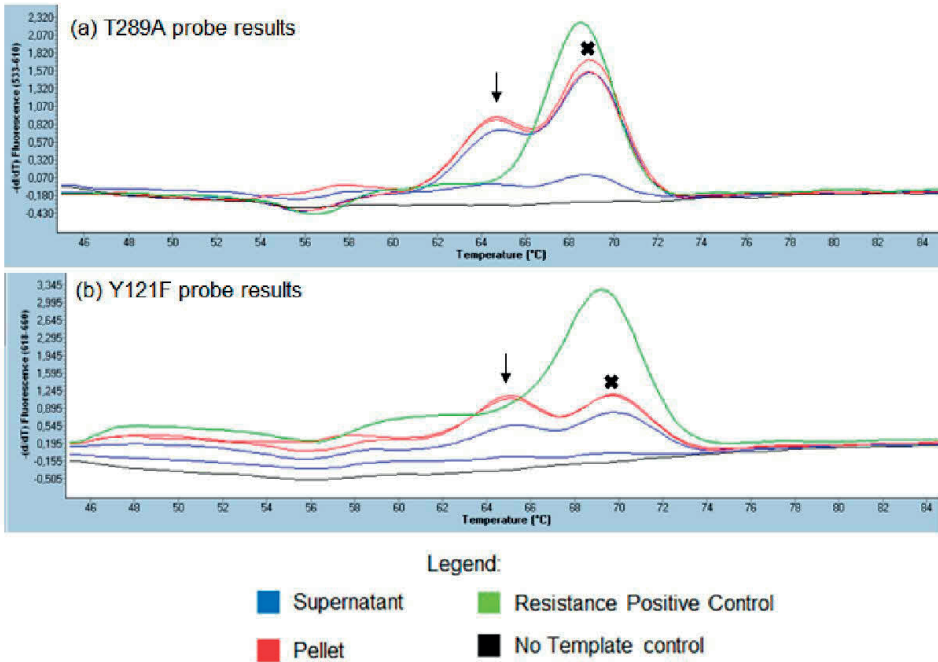 (a) T289A probe results
-(d/dT) Fluorescence (533-610)
2,320
2,070
1,820
1,570
1,320
1,070
0,820
0,570
0,320
0,070
-0,180
-0,430
46 48 50 52 54 56 58 60 62 64 66 68 70 72 74 76 78 80 82 84
Temperature (°C)
(b) Y121F probe results
-(d/dT) Fluorescence (618-660)
3,345
2,995
2,645
2,295
1,945
1,595
1,245
0,895
0,545
0,195
-0,155
-0,505
46 48 50 52 54 56 58 60 62 64 66 68 70 72 74 76 78 80 82 84
Temperature (°C)
Legend:
Supernatant
Resistance Positive Control
Pellet
No Template control